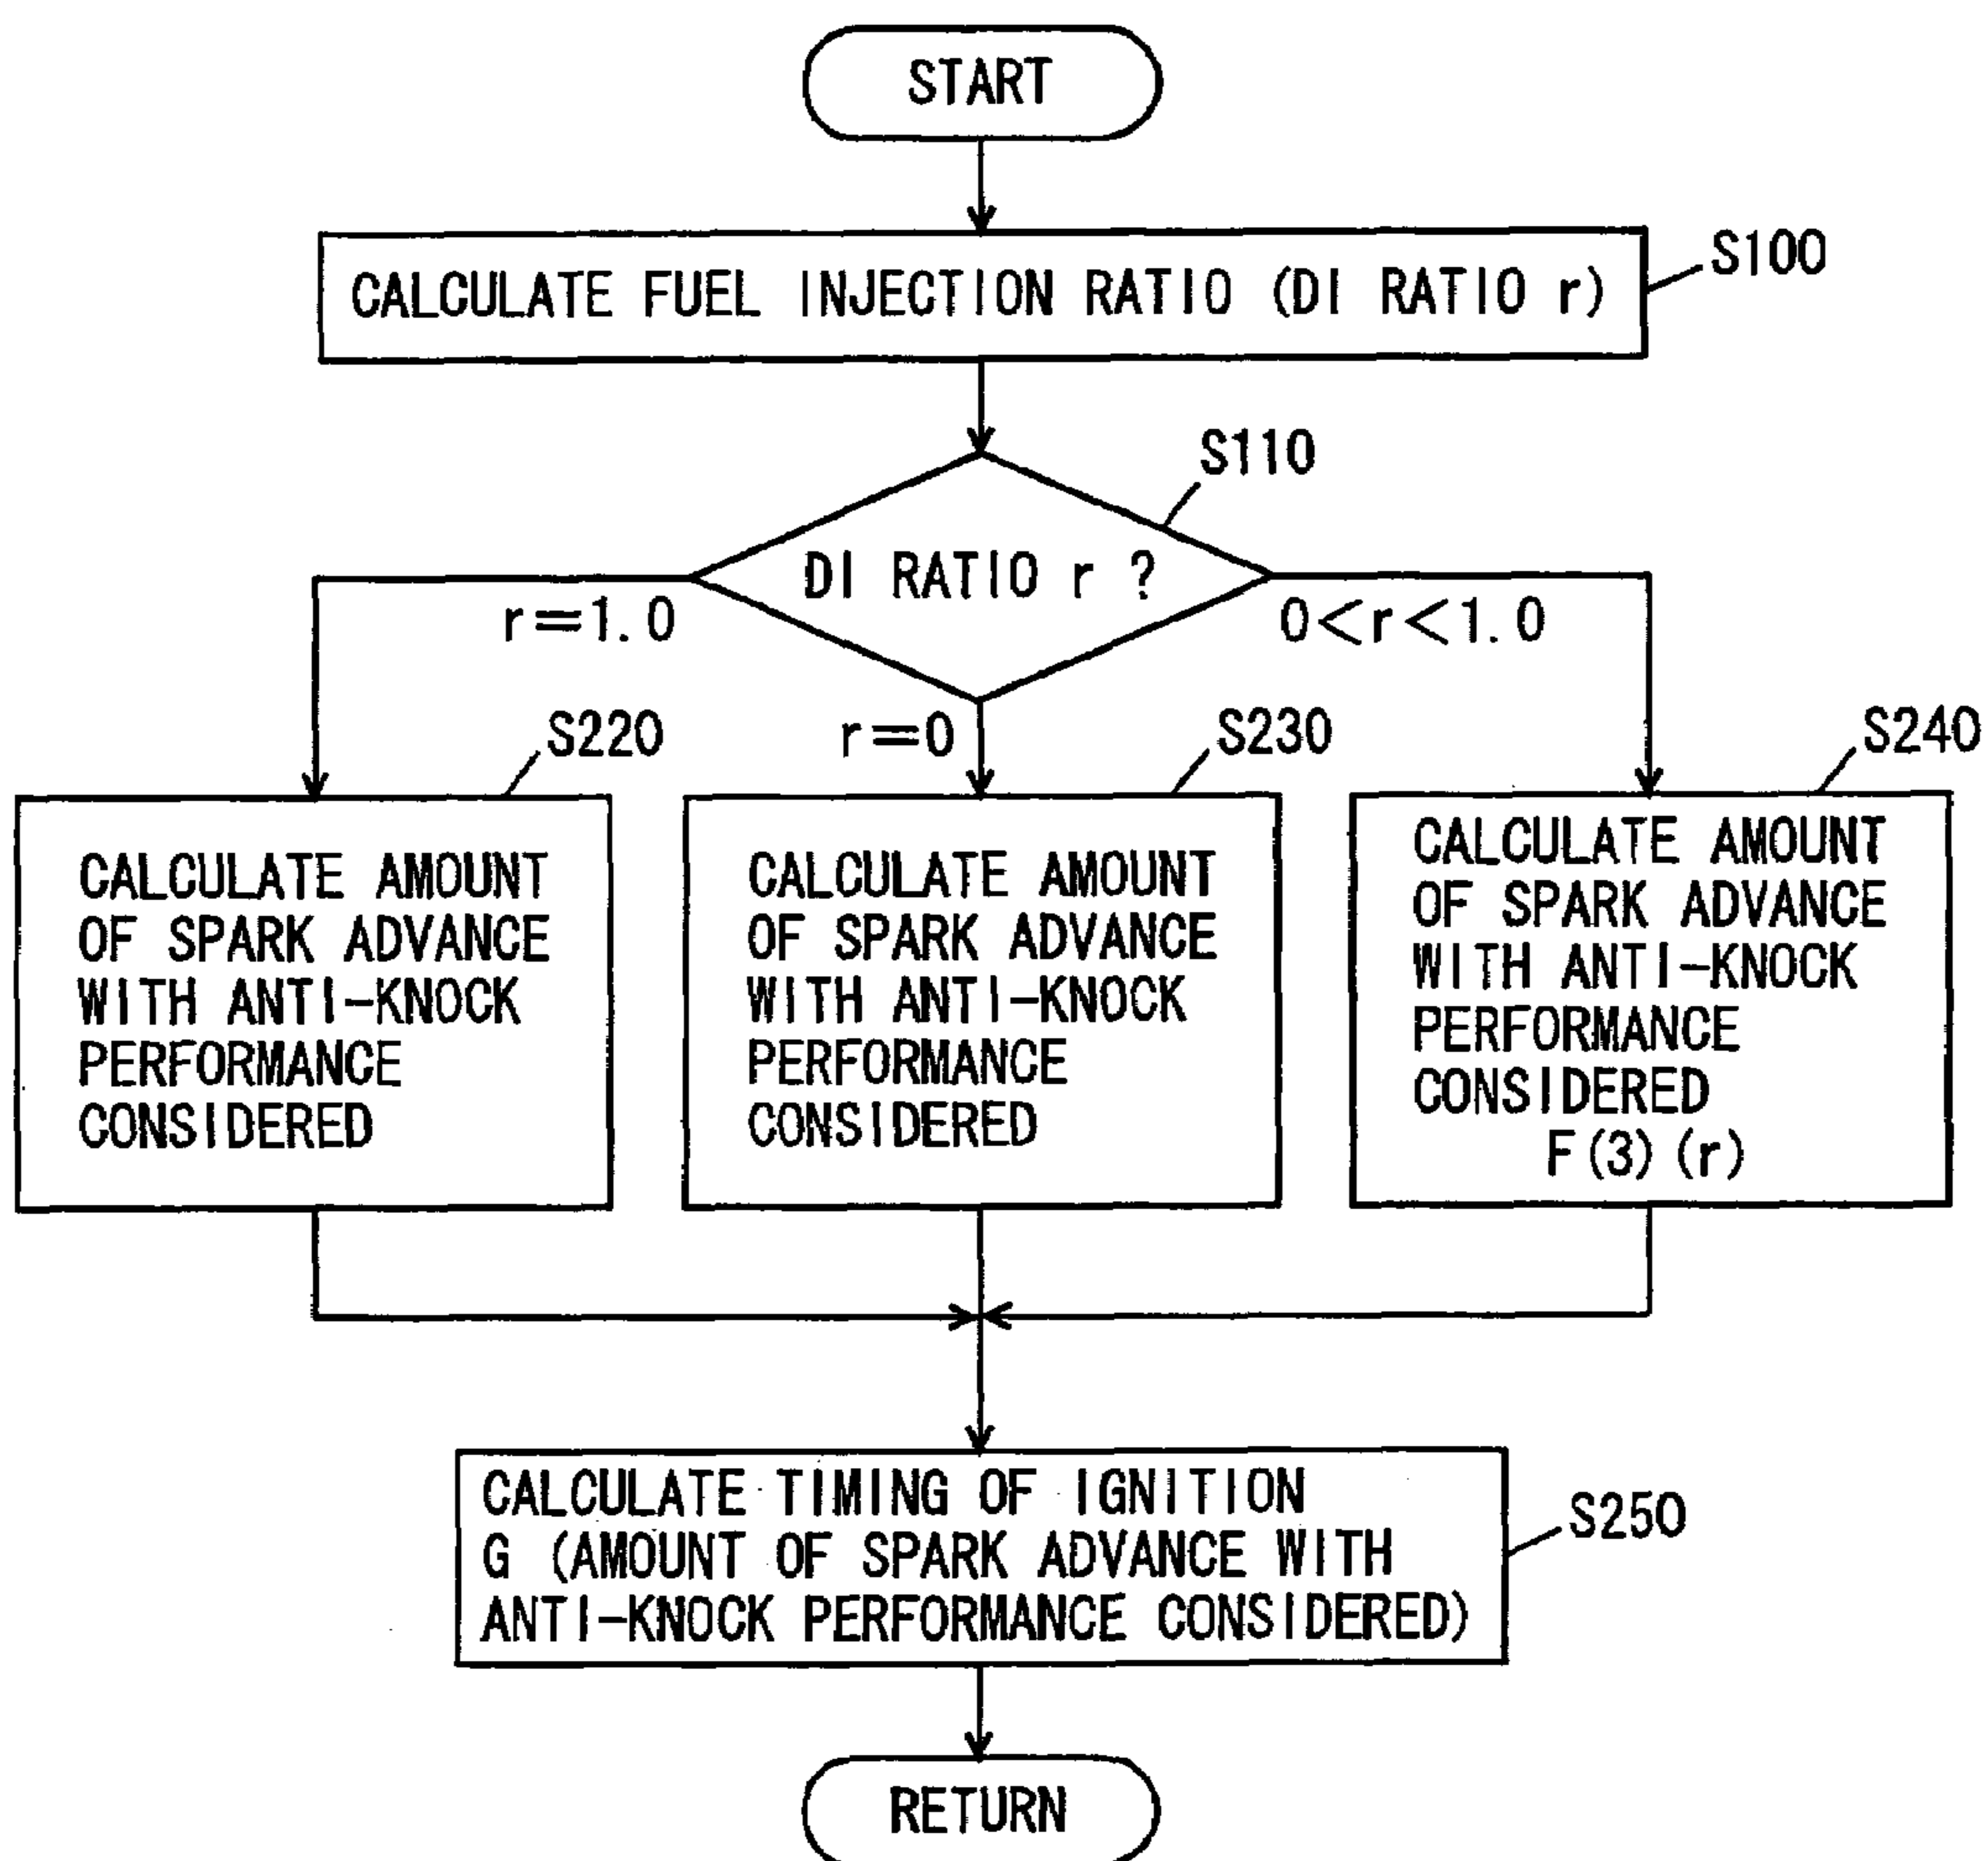 START
CALCULATE FUEL INJECTION RATIO (DI RATIO r)
S100
S110
DI RATIO r ?
r=1.0
0<r<1.0
r=0
S220
CALCULATE AMOUNT
OF SPARK ADVANCE
WITH ANTI-KNOCK
PERFORMANCE
CONSIDERED
S230
CALCULATE AMOUNT
OF SPARK ADVANCE
WITH ANTI-KNOCK
PERFORMANCE
CONSIDERED
S240
CALCULATE AMOUNT
OF SPARK ADVANCE
WITH ANTI-KNOCK
PERFORMANCE
CONSIDERED
F(3)(r)
CALCULATE TIMING OF IGNITION
G (AMOUNT OF SPARK ADVANCE WITH
ANTI-KNOCK PERFORMANCE CONSIDERED)
S250
RETURN